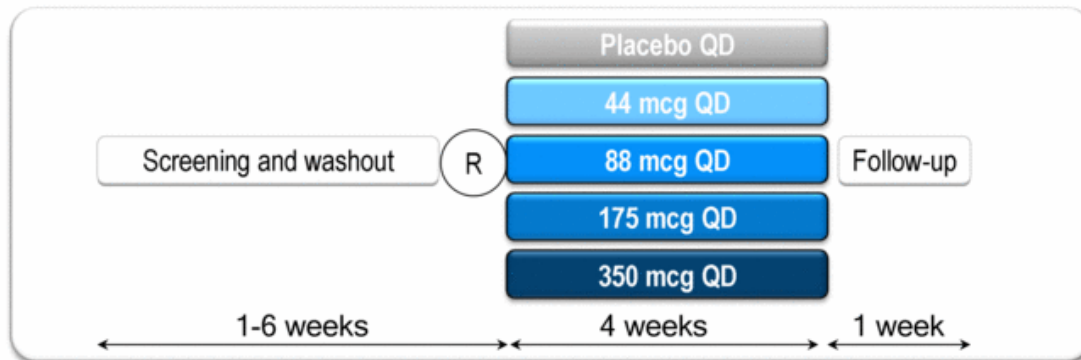 Placebo QD
44 mcg QD
Screening and washout
R
88 mcg QD
Follow-up
175 mcg QD
350 mcg QD
1-6 weeks
4 weeks
1 week